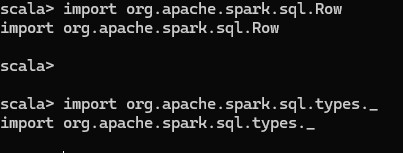 scala> import org.apache.spark.sql.Row
import org.apache.spark.sql.Row
scala>
scala> import org.apache.spark.sql.types._
import org.apache.spark.sql.types._